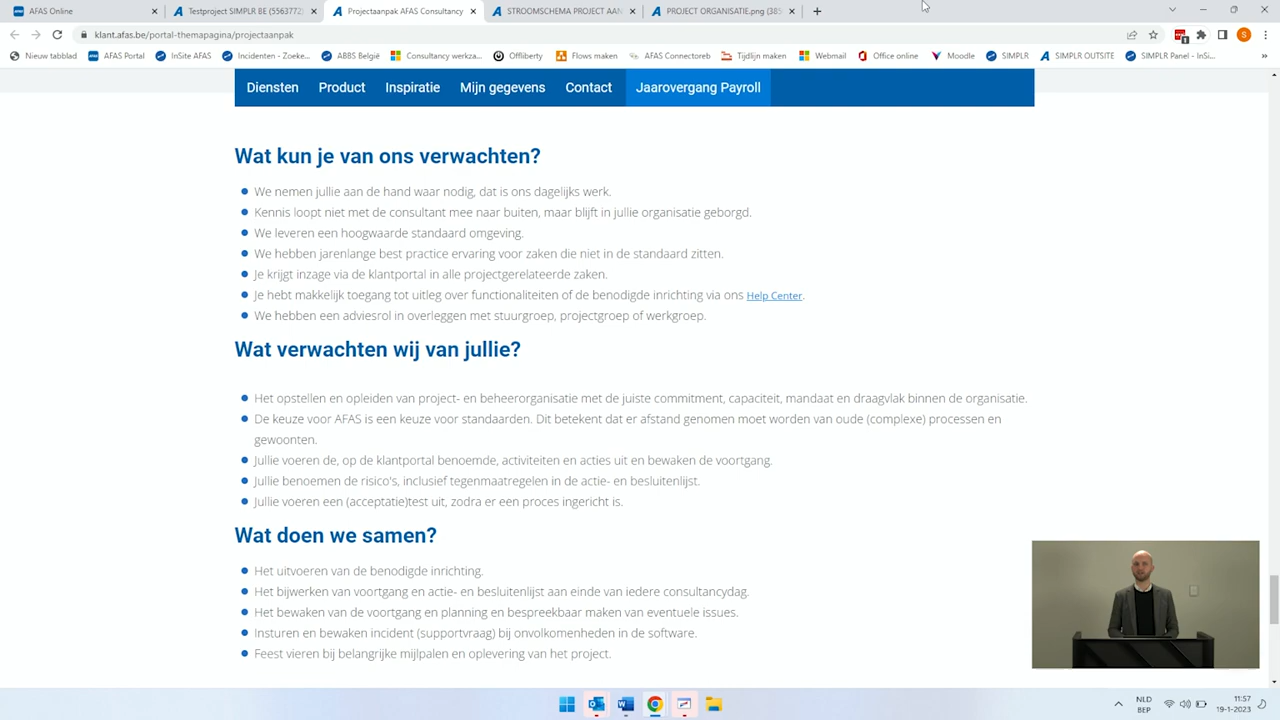 AFAS Online
Testproject SIMPLR BE (5563772)
Projectaanpak AFAS Consultancy
STROOMSCHEMA PROJECT AAN
PROJECT ORGANISATIE.png (385
klant.afas.be/portal-themapagina/projectaanpak
Nieuw tabblad
AFAS Portal
InSite AFAS
Incidenten - Zoeke...
ABBS België
Consultancy werkza...
Offliberty
Flows maken
AFAS Connectoreb
Tijdlijn maken
Webmail
Office online
Moodle
SIMPLR
SIMPLR OUTSITE
SIMPLR Panel - InSi...
»
Diensten
Product
Inspiratie
Mijn gegevens
Contact
Jaarovergang Payroll
Wat kun je van ons verwachten?
We nemen jullie aan de hand waar nodig, dat is ons dagelijks werk.
Kennis loopt niet met de consultant mee naar buiten, maar blijft in jullie organisatie geborgd.
We leveren een hoogwaarde standaard omgeving.
We hebben jarenlange best practice ervaring voor zaken die niet in de standaard zitten.
Je krijgt inzage via de klantportal in alle projectgerelateerde zaken.
Je hebt makkelijk toegang tot uitleg over functionaliteiten of de benodigde inrichting via ons Help Center.
We hebben een adviesrol in overleggen met stuurgroep, projectgroep of werkgroep.
Wat verwachten wij van jullie?
Het opstellen en opleiden van project- en beheerorganisatie met de juiste commitment, capaciteit, mandaat en draagvlak binnen de organisatie.
De keuze voor AFAS is een keuze voor standaarden. Dit betekent dat er afstand genomen moet worden van oude (complexe) processen en
gewoonten.
Jullie voeren de, op de klantportal benoemde, activiteiten en acties uit en bewaken de voortgang.
Jullie benoemen de risico's, inclusief tegenmaatregelen in de actie- en besluitenlijst.
Jullie voeren een (acceptatie)test uit, zodra er een proces ingericht is.
Wat doen we samen?
Het uitvoeren van de benodigde inrichting.
Het bijwerken van voortgang en actie- en besluitenlijst aan einde van iedere consultancydag.
Het bewaken van de voortgang en planning en bespreekbaar maken van eventuele issues.
Insturen en bewaken incident (supportvraag) bij onvolkomenheden in de software.
Feest vieren bij belangrijke mijlpalen en oplevering van het project.
NLD
BEP
11:57
19-1-2023